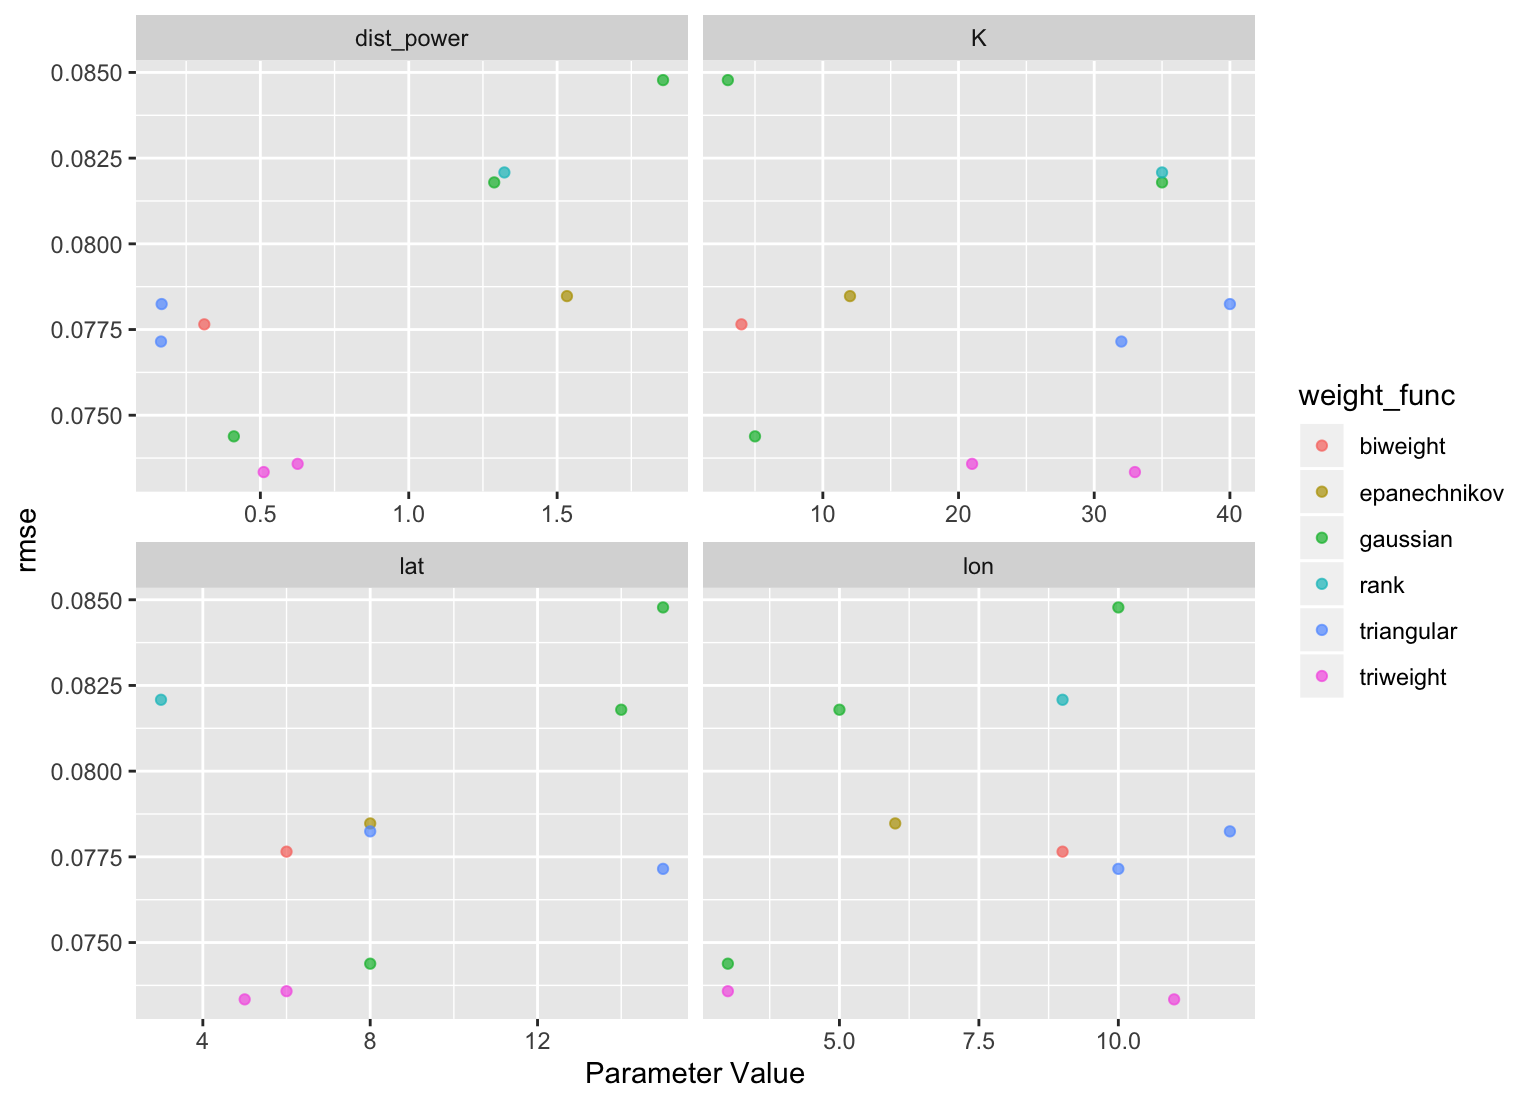 dist_power
K
0.0850
0.0825
0.0800
0.0775
0.0750
0.5 1.0 1.5
10 20 30 40
rmse
lat
lon
0.0850
0.0825
0.0800
0.0775
0.0750
4 8 12
5.0 7.5 10.0
Parameter Value
weight_func
biweight
epanechnikov
gaussian
rank
triangular
triweight